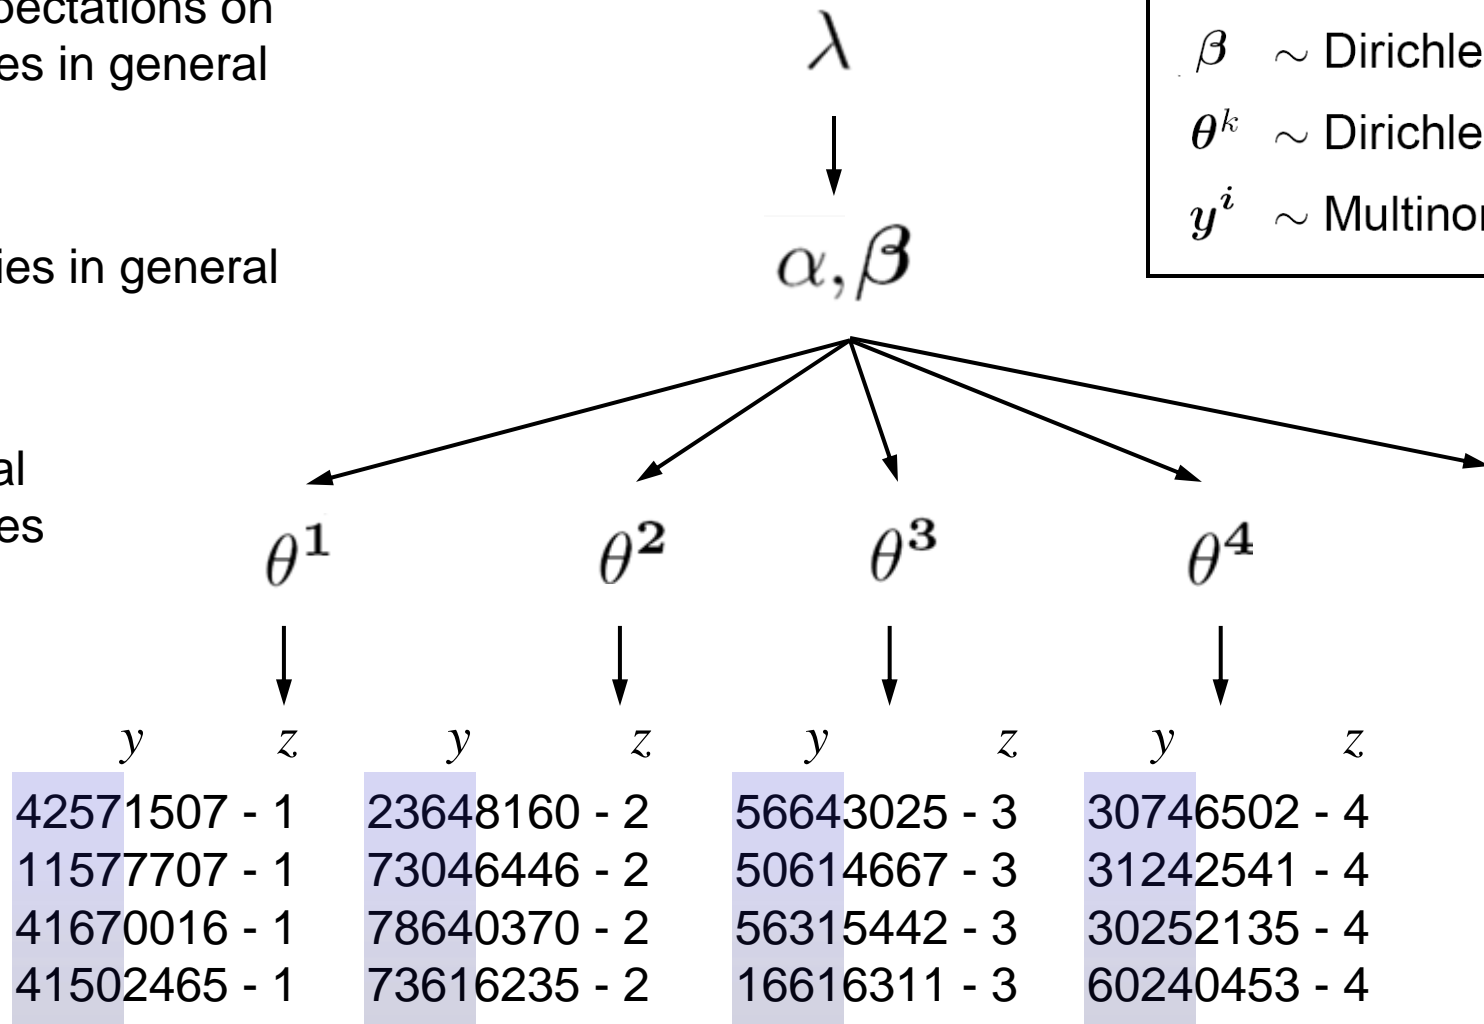 pectations on
es in general
λ
β ~ Dirichle
θ^k ~ Dirichle
y^i ~ Multino
α, β
ies in general
al
es
θ^1 θ^2 θ^3 θ^4
y z y z y z y z
42571507 - 1 23648160 - 2 56643025 - 3 30746502 - 4
11577707 - 1 73046446 - 2 50614667 - 3 31242541 - 4
41670016 - 1 78640370 - 2 56315442 - 3 30252135 - 4
41502465 - 1 73616235 - 2 16616311 - 3 60240453 - 4